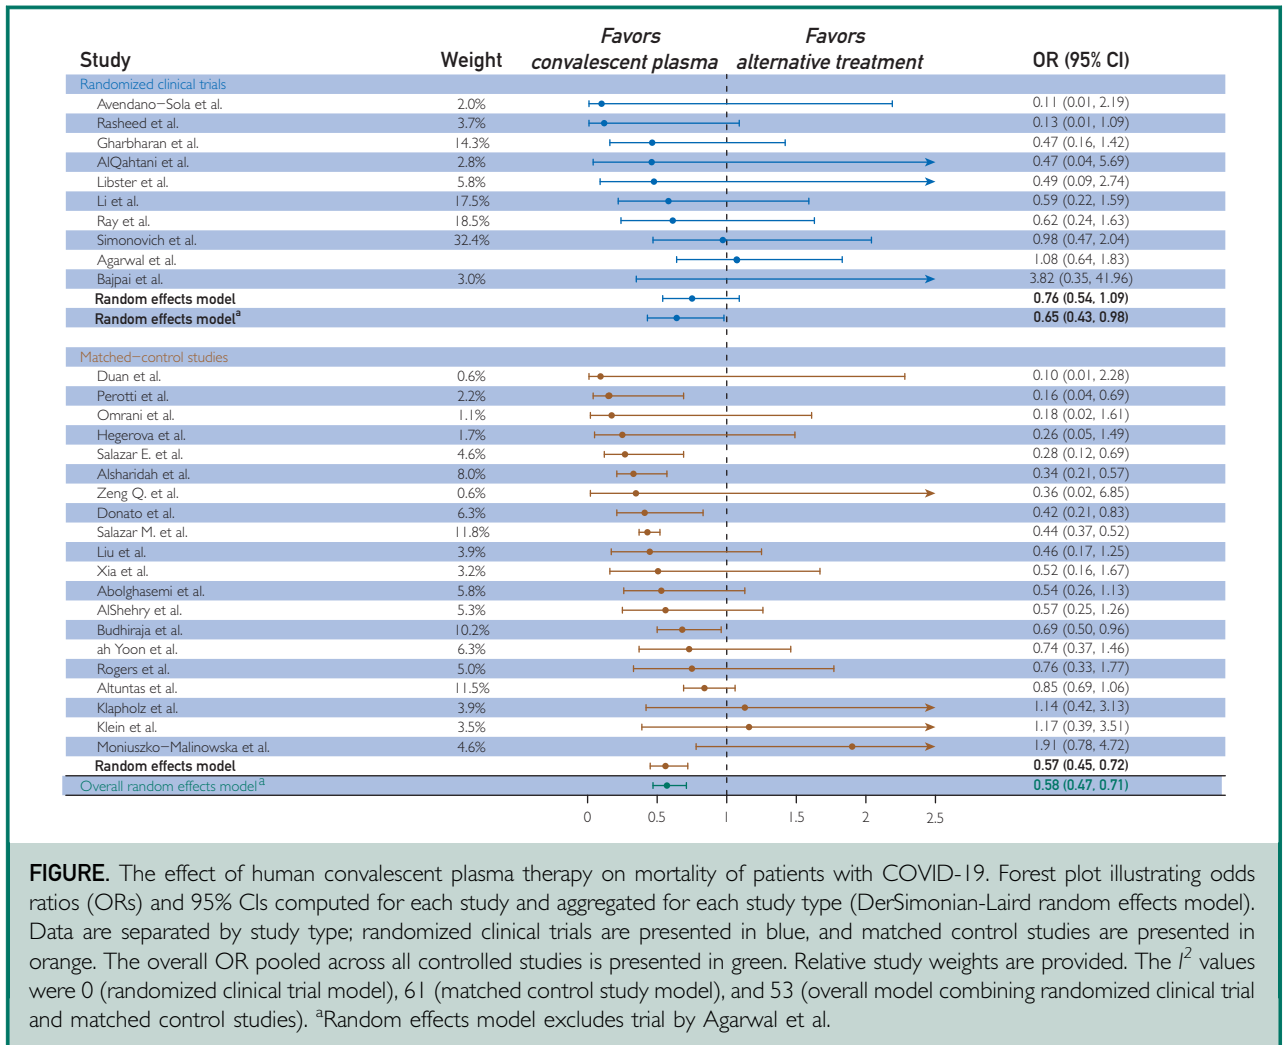 Study Weight Favors convalescent plasma Favors alternative treatment OR (95% CI)
Randomized clinical trials
Avendano−Sola et al. 2.0% 0.11 (0.01, 2.19)
Rasheed et al. 3.7% 0.13 (0.01, 1.09)
Gharbharan et al. 14.3% 0.47 (0.16, 1.42)
AlQahtani et al. 2.8% 0.47 (0.04, 5.69)
Libster et al. 5.8% 0.49 (0.09, 2.74)
Li et al. 17.5% 0.59 (0.22, 1.59)
Ray et al. 18.5% 0.62 (0.24, 1.63)
Simonovich et al. 32.4% 0.98 (0.47, 2.04)
Agarwal et al. 1.08 (0.64, 1.83)
Bajpai et al. 3.0% 3.82 (0.35, 41.96)
Random effects model 0.76 (0.54, 1.09)
Random effects modelᵃ 0.65 (0.43, 0.98)
Matched−control studies
Duan et al. 0.6% 0.10 (0.01, 2.28)
Perotti et al. 2.2% 0.16 (0.04, 0.69)
Omrani et al. 1.1% 0.18 (0.02, 1.61)
Hegerova et al. 1.7% 0.26 (0.05, 1.49)
Salazar E. et al. 4.6% 0.28 (0.12, 0.69)
Alsharidah et al. 8.0% 0.34 (0.21, 0.57)
Zeng Q. et al. 0.6% 0.36 (0.02, 6.85)
Donato et al. 6.3% 0.42 (0.21, 0.83)
Salazar M. et al. 11.8% 0.44 (0.37, 0.52)
Liu et al. 3.9% 0.46 (0.17, 1.25)
Xia et al. 3.2% 0.52 (0.16, 1.67)
Abolghasemi et al. 5.8% 0.54 (0.26, 1.13)
AlShehry et al. 5.3% 0.57 (0.25, 1.26)
Budhiraja et al. 10.2% 0.69 (0.50, 0.96)
ah Yoon et al. 6.3% 0.74 (0.37, 1.46)
Rogers et al. 5.0% 0.76 (0.33, 1.77)
Altuntas et al. 11.5% 0.85 (0.69, 1.06)
Klapholz et al. 3.9% 1.14 (0.42, 3.13)
Klein et al. 3.5% 1.17 (0.39, 3.51)
Moniuszko−Malinowska et al. 4.6% 1.91 (0.78, 4.72)
Random effects model 0.57 (0.45, 0.72)
Overall random effects modelᵃ 0.58 (0.47, 0.71)
0 0.5 1 1.5 2 2.5
FIGURE. The effect of human convalescent plasma therapy on mortality of patients with COVID-19. Forest plot illustrating odds
ratios (ORs) and 95% CIs computed for each study and aggregated for each study type (DerSimonian-Laird random effects model).
Data are separated by study type; randomized clinical trials are presented in blue, and matched control studies are presented in
orange. The overall OR pooled across all controlled studies is presented in green. Relative study weights are provided. The I² values
were 0 (randomized clinical trial model), 61 (matched control study model), and 53 (overall model combining randomized clinical trial
and matched control studies). ᵃRandom effects model excludes trial by Agarwal et al.